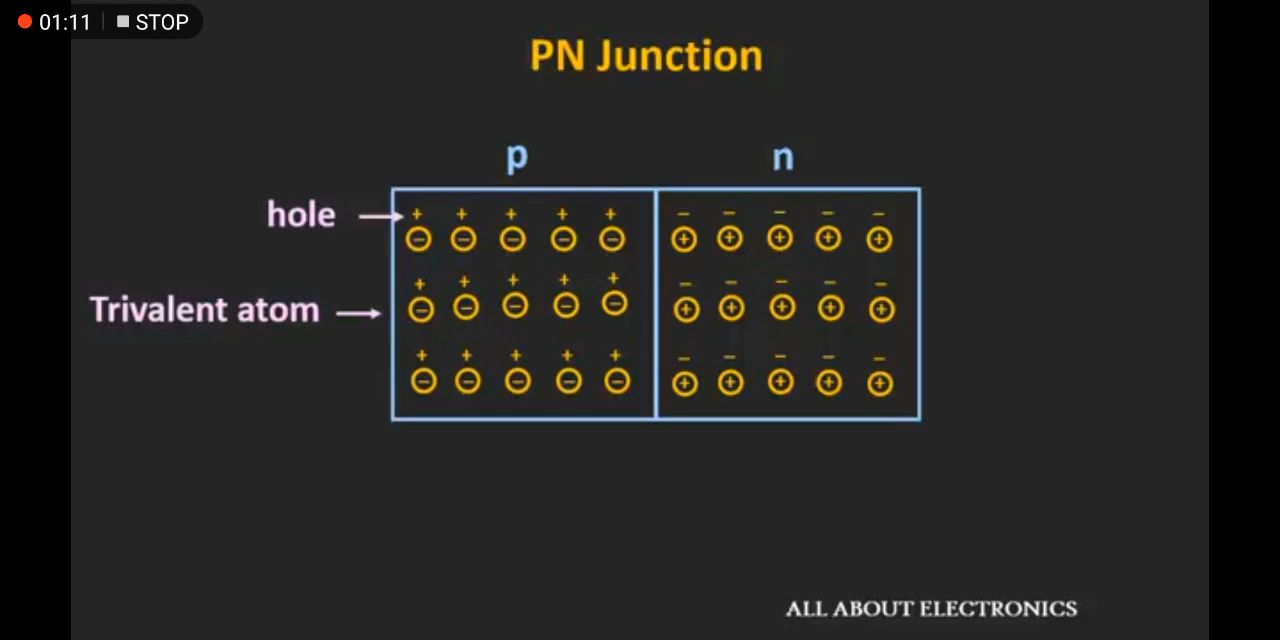 01:11 STOP
PN Junction
p n
hole
+ + + + + − − − − −
− − − − − + + + + +
+ + + + + − − − − −
Trivalent atom
− − − − − + + + + +
+ + + + + − − − − −
− − − − − + + + + +
ALL ABOUT ELECTRONICS